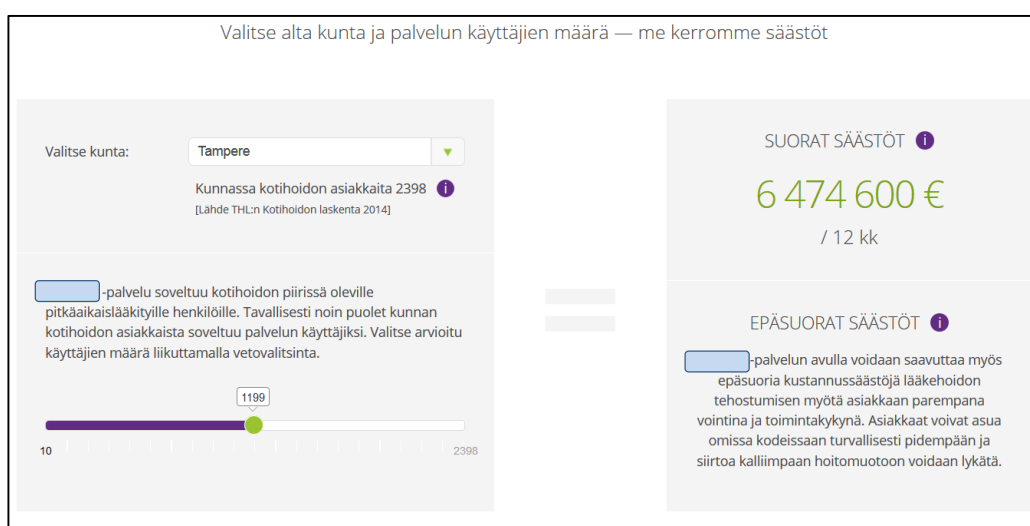 Valitse alta kunta ja palvelun käyttäjien määrä — me kerromme säästöt
Valitse kunta:
Tampere
Kunnassa kotihoidon asiakkaita 2398 i
[Lähde THL:n Kotihoidon laskenta 2014]
-palvelu soveltuu kotihoidon piirissä oleville
pitkäaikaislääkityille henkilöille. Tavallisesti noin puolet kunnan
kotihoidon asiakkaista soveltuu palvelun käyttäjiksi. Valitse arvioitu
käyttäjien määrä liikuttamalla vetovalitsinta.
1199
10
2398
SUORAT SÄÄSTÖT i
6 474 600 €
/ 12 kk
EPÄSUORAT SÄÄSTÖT i
-palvelun avulla voidaan saavuttaa myös
epäsuoria kustannussäästöjä lääkehoidon
tehostumisen myötä asiakkaan parempana
vointina ja toimintakykynä. Asiakkaat voivat asua
omissa kodeissaan turvallisesti pidempään ja
siirtoa kalliimpaan hoitomuotoon voidaan lykätä.